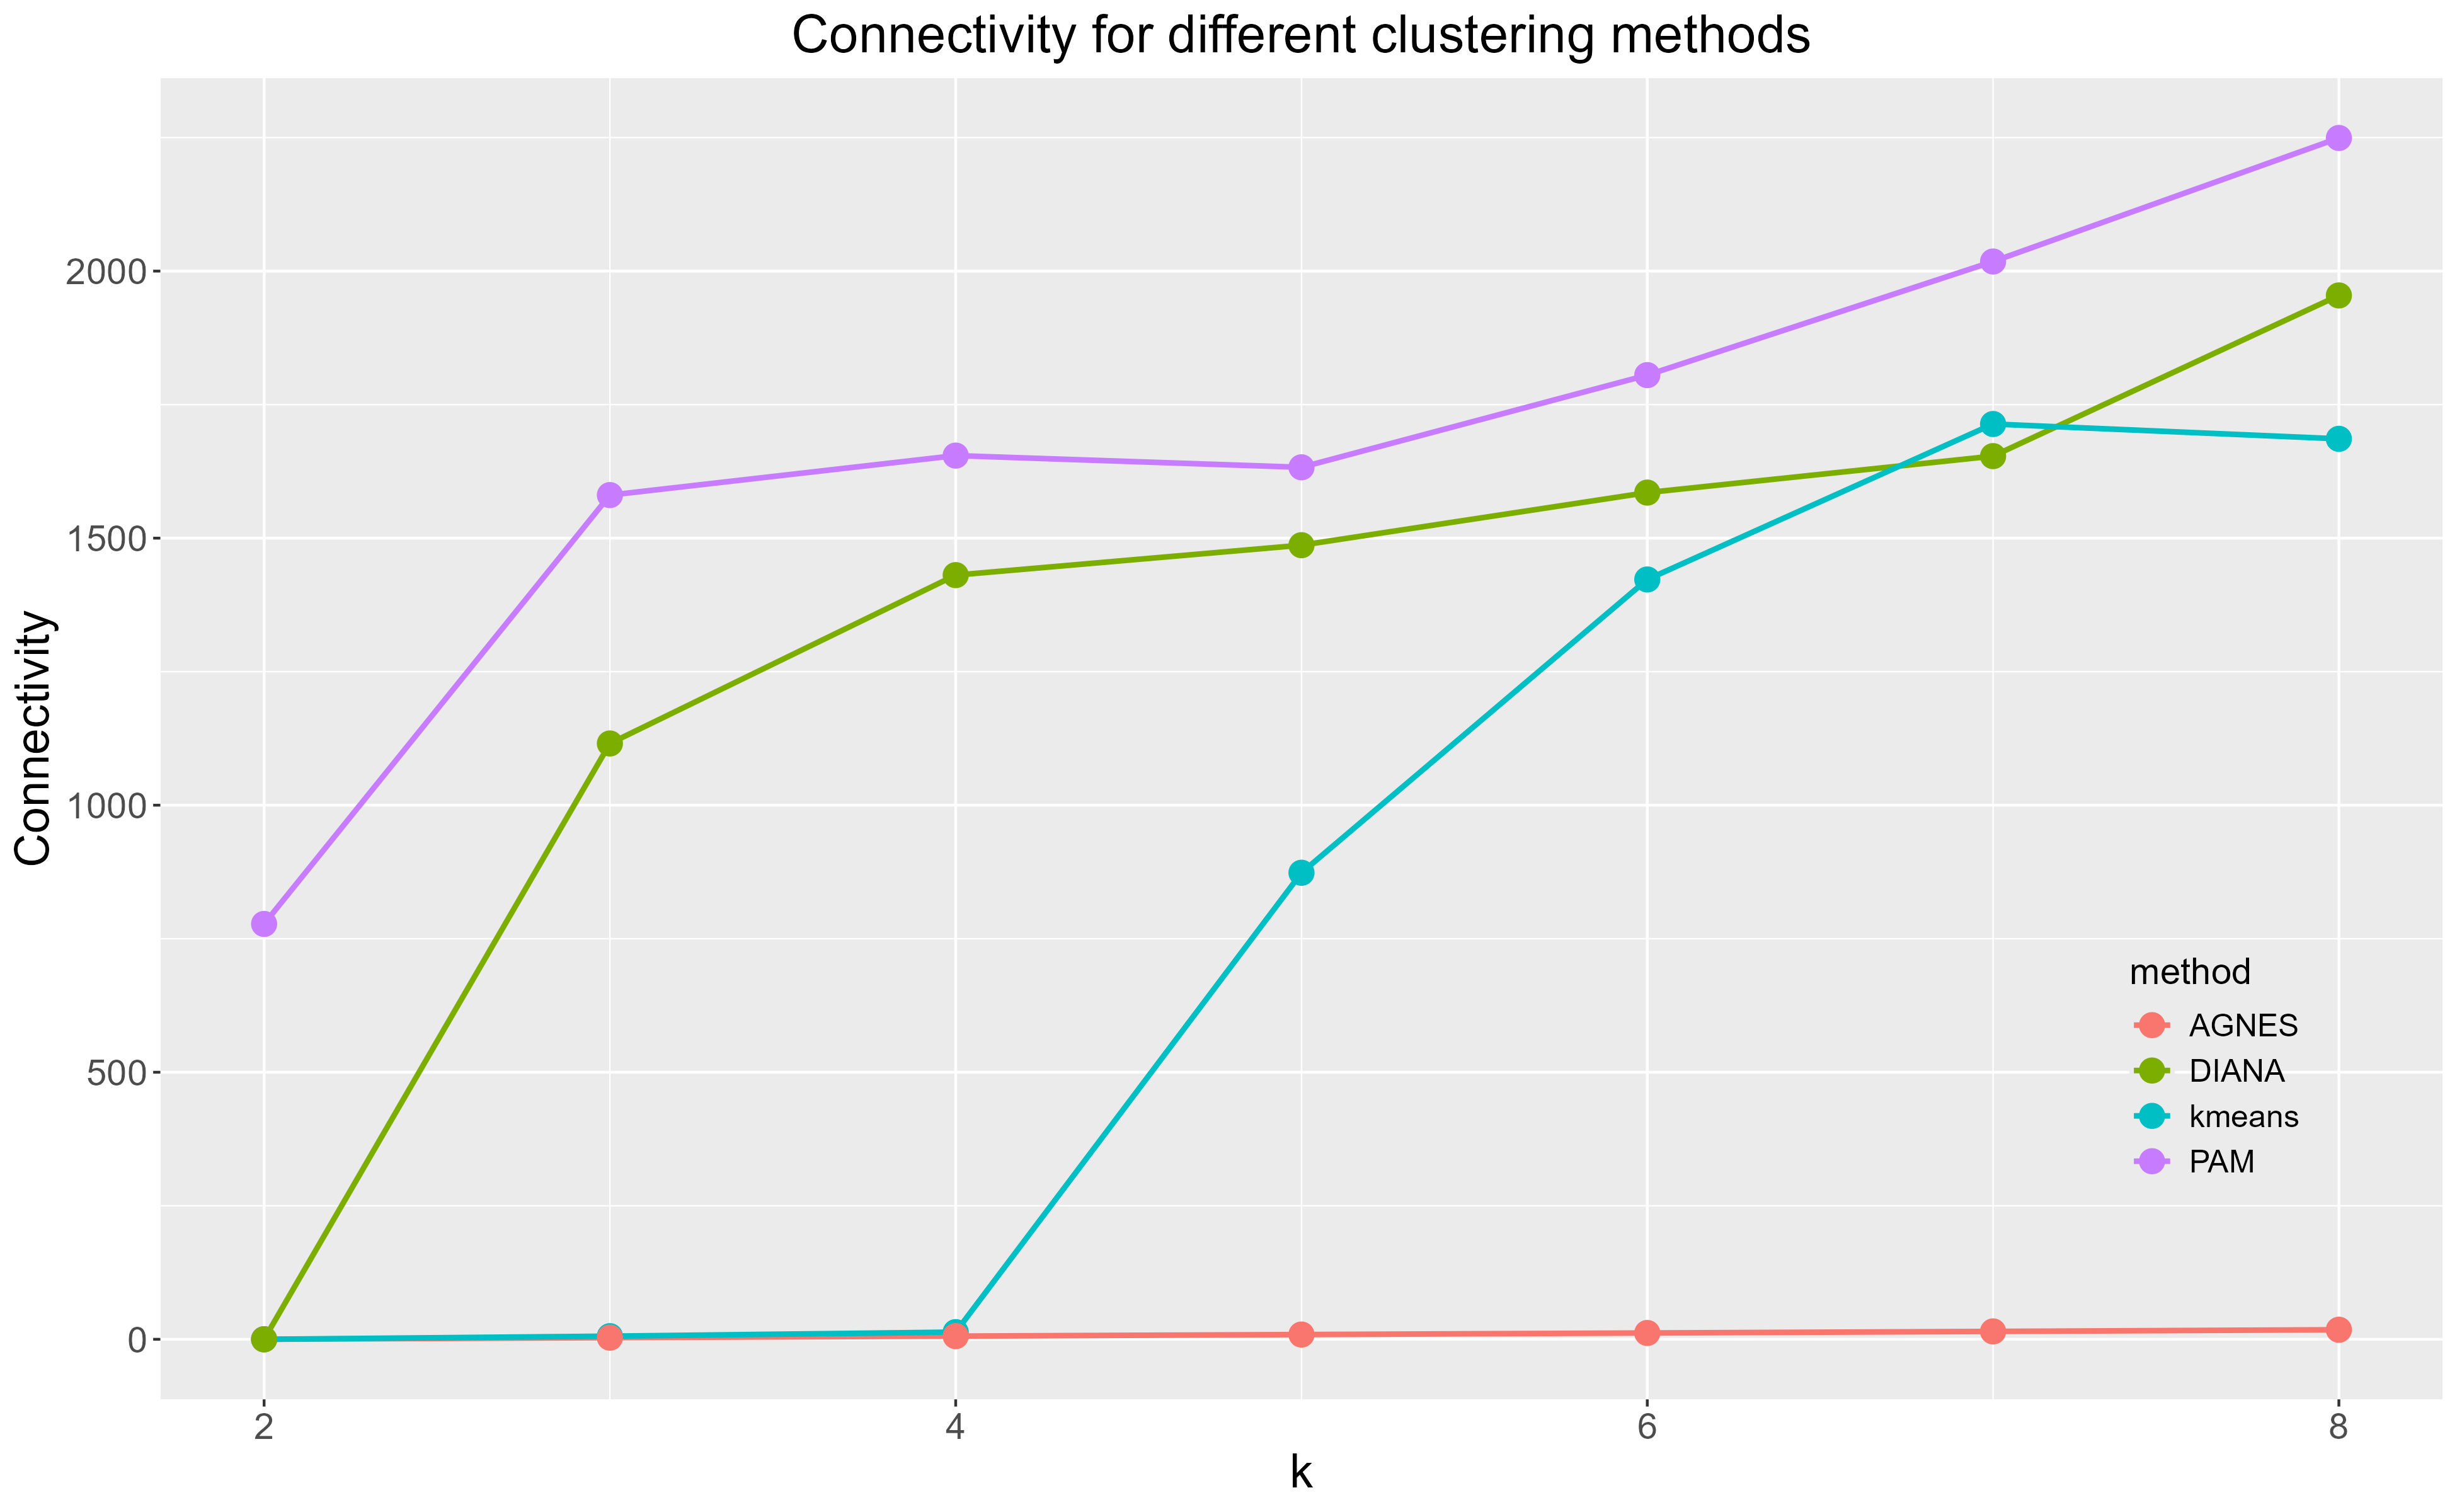 Connectivity for different clustering methods
Connectivity
2000
1500
1000
500
0
2
4
6
8
k
method
AGNES
DIANA
kmeans
PAM